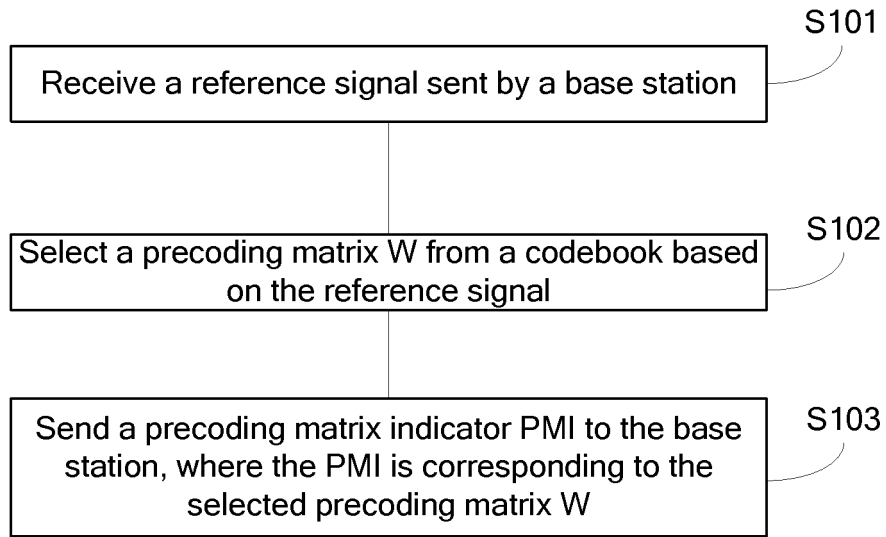 S101
Receive a reference signal sent by a base station
S102
Select a precoding matrix W from a codebook based
on the reference signal
S103
Send a precoding matrix indicator PMI to the base
station, where the PMI is corresponding to the
selected precoding matrix W